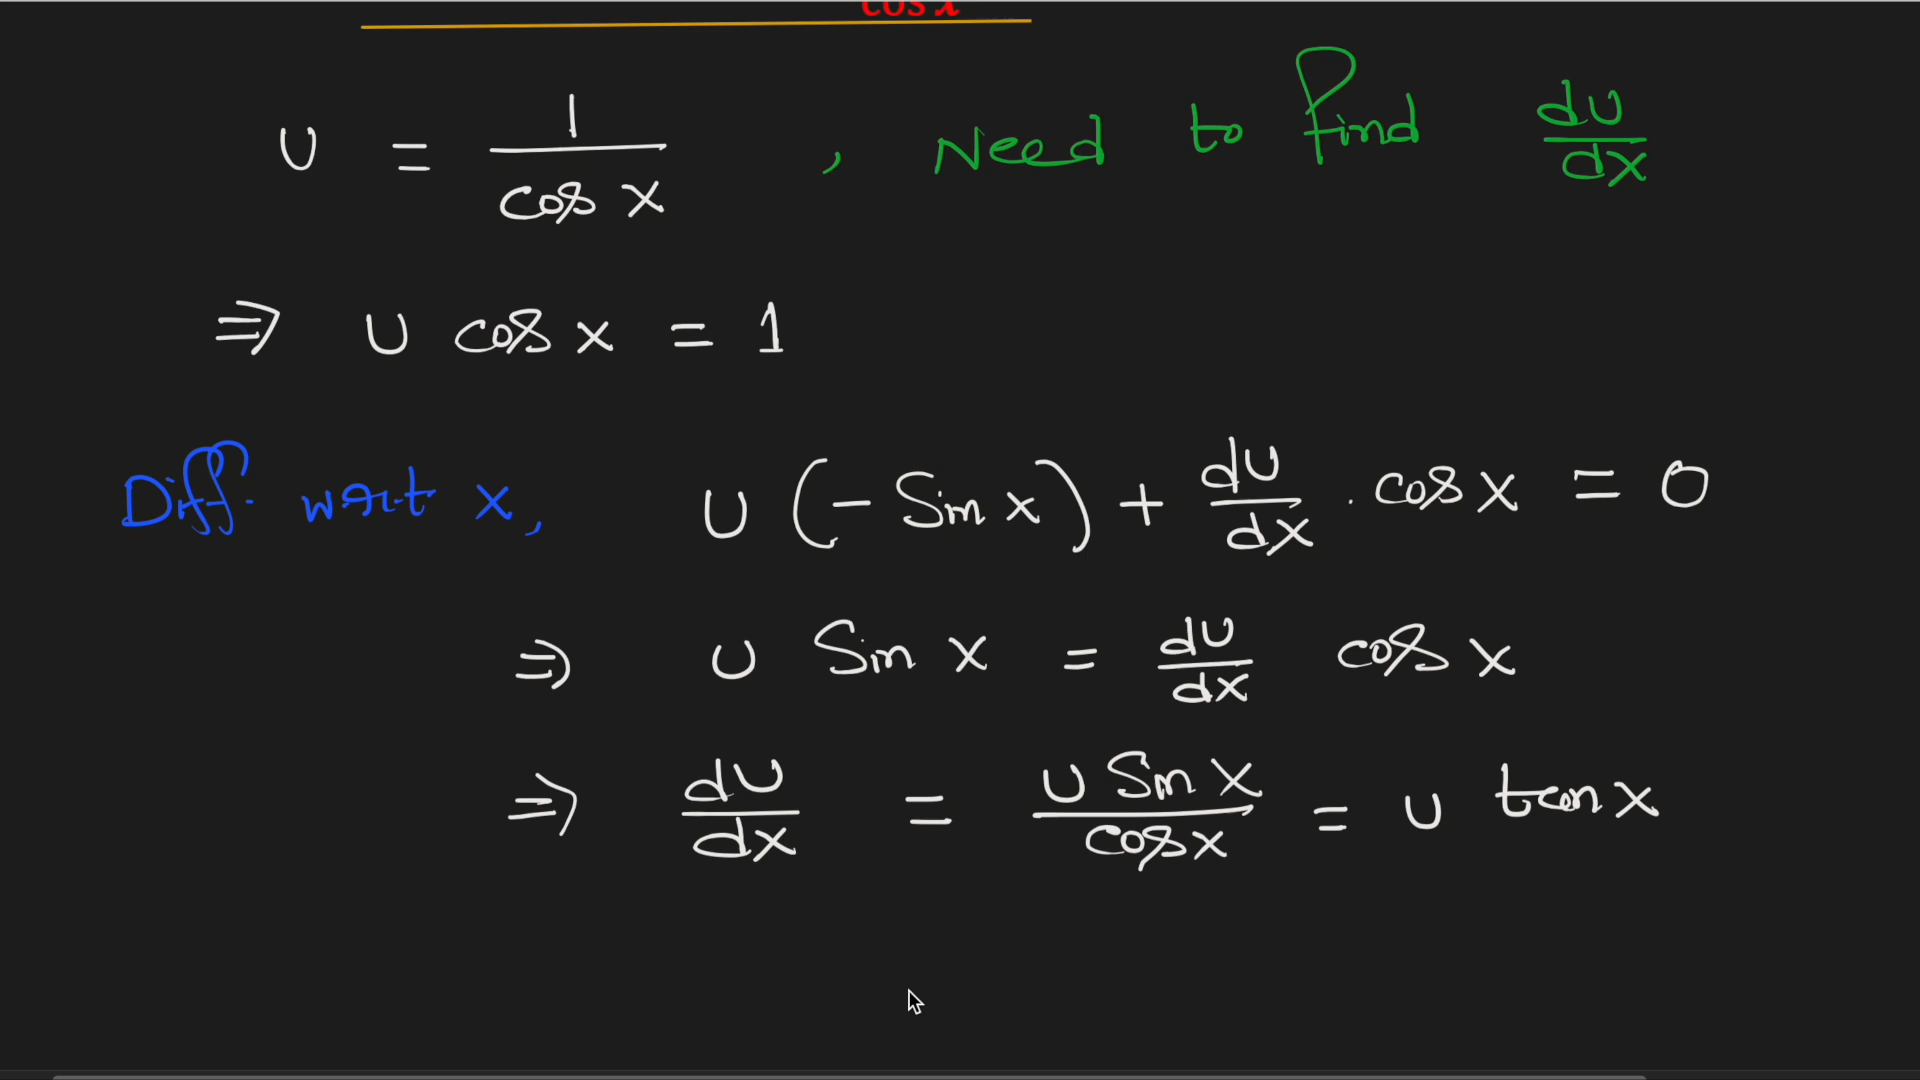 cos x
U = 1/cos x , Need to find dU/dx
⇒ U cos x = 1
Diff. w.r.t x, U (- Sin x) + dU/dx . cos x = 0
⇒ U Sin x = dU/dx cos x
⇒ dU/dx = U Sin x/cos x = U tan x